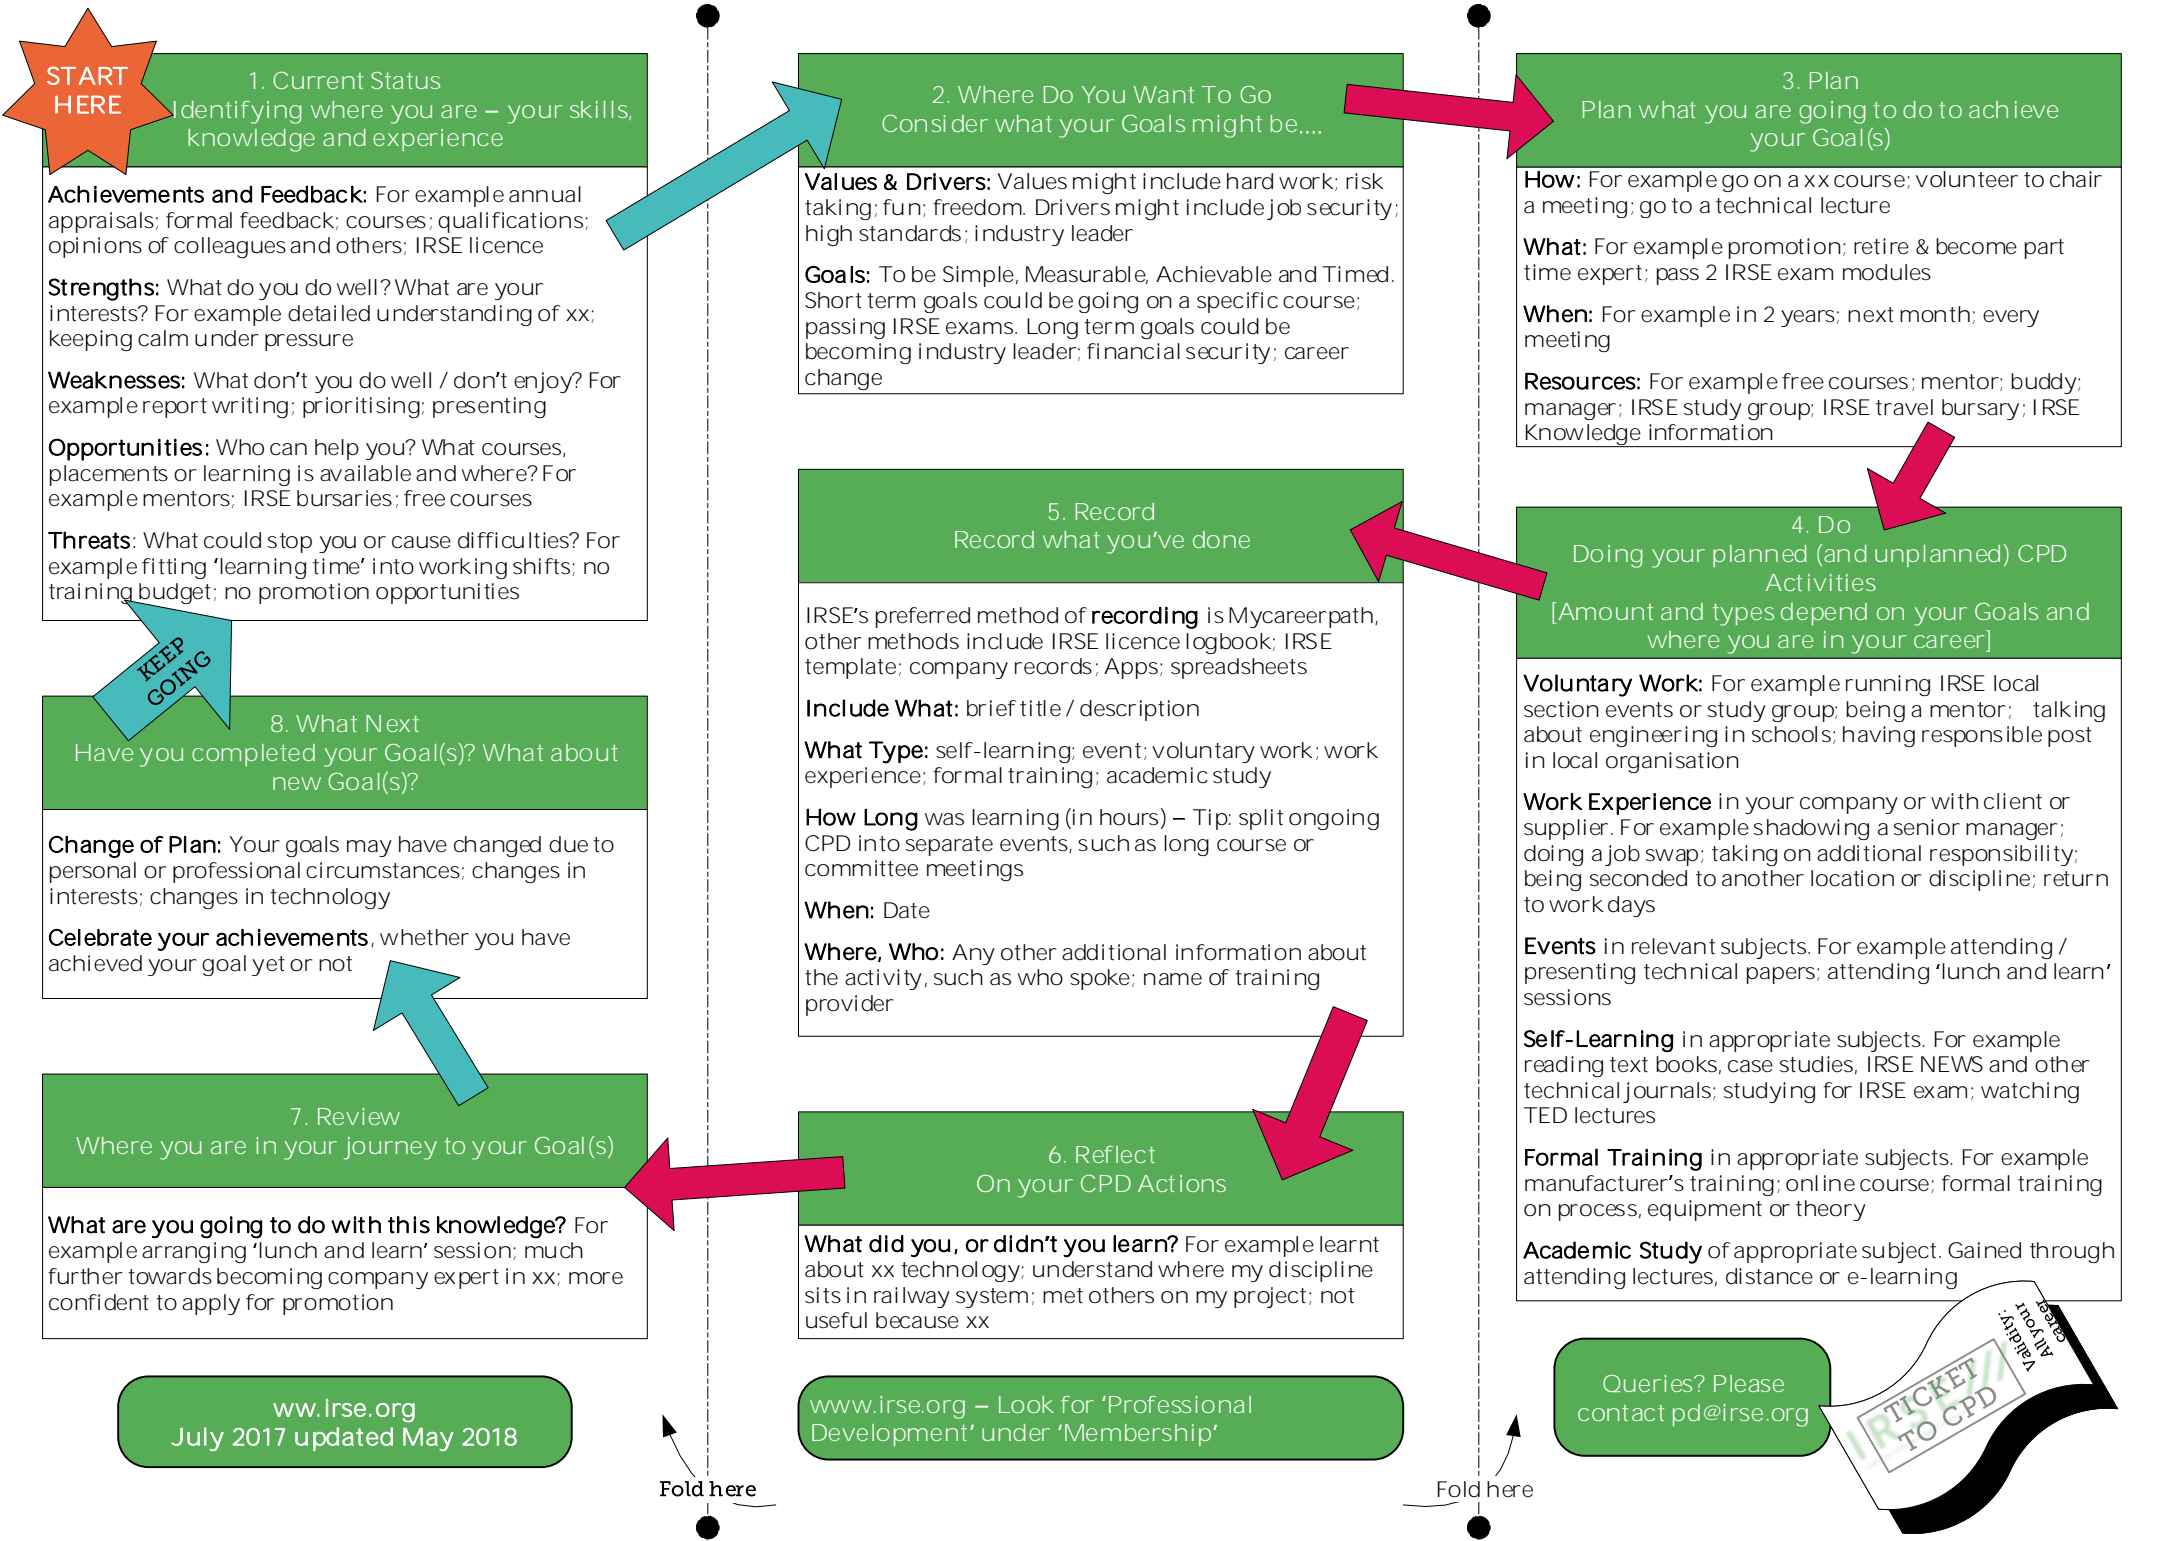 START
HERE
1. Current Status
Identifying where you are – your skills,
knowledge and experience
Achievements and Feedback: For example annual
appraisals; formal feedback; courses; qualifications;
opinions of colleagues and others; IRSE licence
Strengths: What do you do well? What are your
interests? For example detailed understanding of xx;
keeping calm under pressure
Weaknesses: What don't you do well / don't enjoy? For
example report writing; prioritising; presenting
Opportunities: Who can help you? What courses,
placements or learning is available and where? For
example mentors; IRSE bursaries; free courses
Threats: What could stop you or cause difficulties? For
example fitting 'learning time' into working shifts; no
training budget; no promotion opportunities
2. Where Do You Want To Go
Consider what your Goals might be....
Values & Drivers: Values might include hard work; risk
taking; fun; freedom. Drivers might include job security;
high standards; industry leader
Goals: To be Simple, Measurable, Achievable and Timed.
Short term goals could be going on a specific course;
passing IRSE exams. Long term goals could be
becoming industry leader; financial security; career
change
3. Plan
Plan what you are going to do to achieve
your Goal(s)
How: For example go on a xx course; volunteer to chair
a meeting; go to a technical lecture
What: For example promotion; retire & become part
time expert; pass 2 IRSE exam modules
When: For example in 2 years; next month; every
meeting
Resources: For example free courses; mentor; buddy;
manager; IRSE study group; IRSE travel bursary; IRSE
Knowledge information
4. Do
Doing your planned (and unplanned) CPD
Activities
[Amount and types depend on your Goals and
where you are in your career]
Voluntary Work: For example running IRSE local
section events or study group; being a mentor; talking
about engineering in schools; having responsible post
in local organisation
Work Experience in your company or with client or
supplier. For example shadowing a senior manager;
doing a job swap; taking on additional responsibility;
being seconded to another location or discipline; return
to work days
Events in relevant subjects. For example attending /
presenting technical papers; attending 'lunch and learn'
sessions
Self-Learning in appropriate subjects. For example
reading text books, case studies, IRSE NEWS and other
technical journals; studying for IRSE exam; watching
TED lectures
Formal Training in appropriate subjects. For example
manufacturer's training; online course; formal training
on process, equipment or theory
Academic Study of appropriate subject. Gained through
attending lectures, distance or e-learning
5. Record
Record what you've done
IRSE's preferred method of recording is Mycareerpath,
other methods include IRSE licence logbook; IRSE
template; company records; Apps; spreadsheets
Include What: brief title / description
What Type: self-learning; event; voluntary work; work
experience; formal training; academic study
How Long was learning (in hours) – Tip: split ongoing
CPD into separate events, such as long course or
committee meetings
When: Date
Where, Who: Any other additional information about
the activity, such as who spoke; name of training
provider
6. Reflect
On your CPD Actions
What did you, or didn't you learn? For example learnt
about xx technology; understand where my discipline
sits in railway system; met others on my project; not
useful because xx
7. Review
Where you are in your journey to your Goal(s)
What are you going to do with this knowledge? For
example arranging 'lunch and learn' session; much
further towards becoming company expert in xx; more
confident to apply for promotion
KEEP
GOING
8. What Next
Have you completed your Goal(s)? What about
new Goal(s)?
Change of Plan: Your goals may have changed due to
personal or professional circumstances; changes in
interests; changes in technology
Celebrate your achievements, whether you have
achieved your goal yet or not
ww.irse.org
July 2017 updated May 2018
Fold here
www.irse.org – Look for 'Professional
Development' under 'Membership'
Fold here
Queries? Please
contact pd@irse.org
Validity:
All your
career
IRSE
TICKET
TO CPD